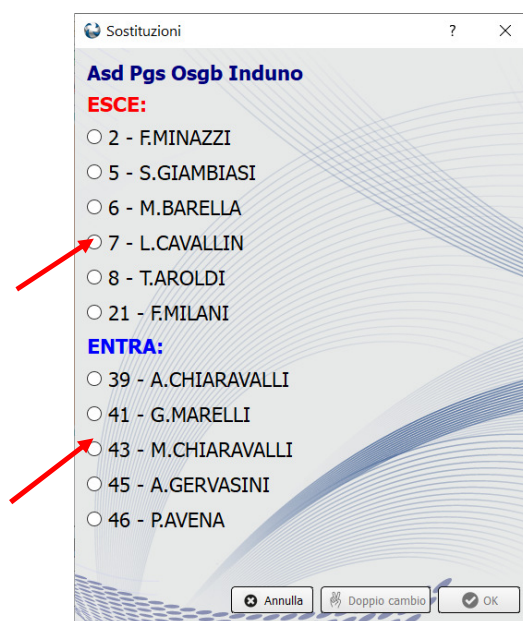 Sostituzioni ?
Asd Pgs Osgb Induno
ESCE:
2 - F.MINAZZI
5 - S.GIAMBIASI
6 - M.BARELLA
7 - L.CAVALLIN
8 - T.AROLDI
21 - F.MILANI
ENTRA:
39 - A.CHIARAVALLI
41 - G.MARELLI
43 - M.CHIARAVALLI
45 - A.GERVASINI
46 - P.AVENA
Annulla Doppio cambio OK